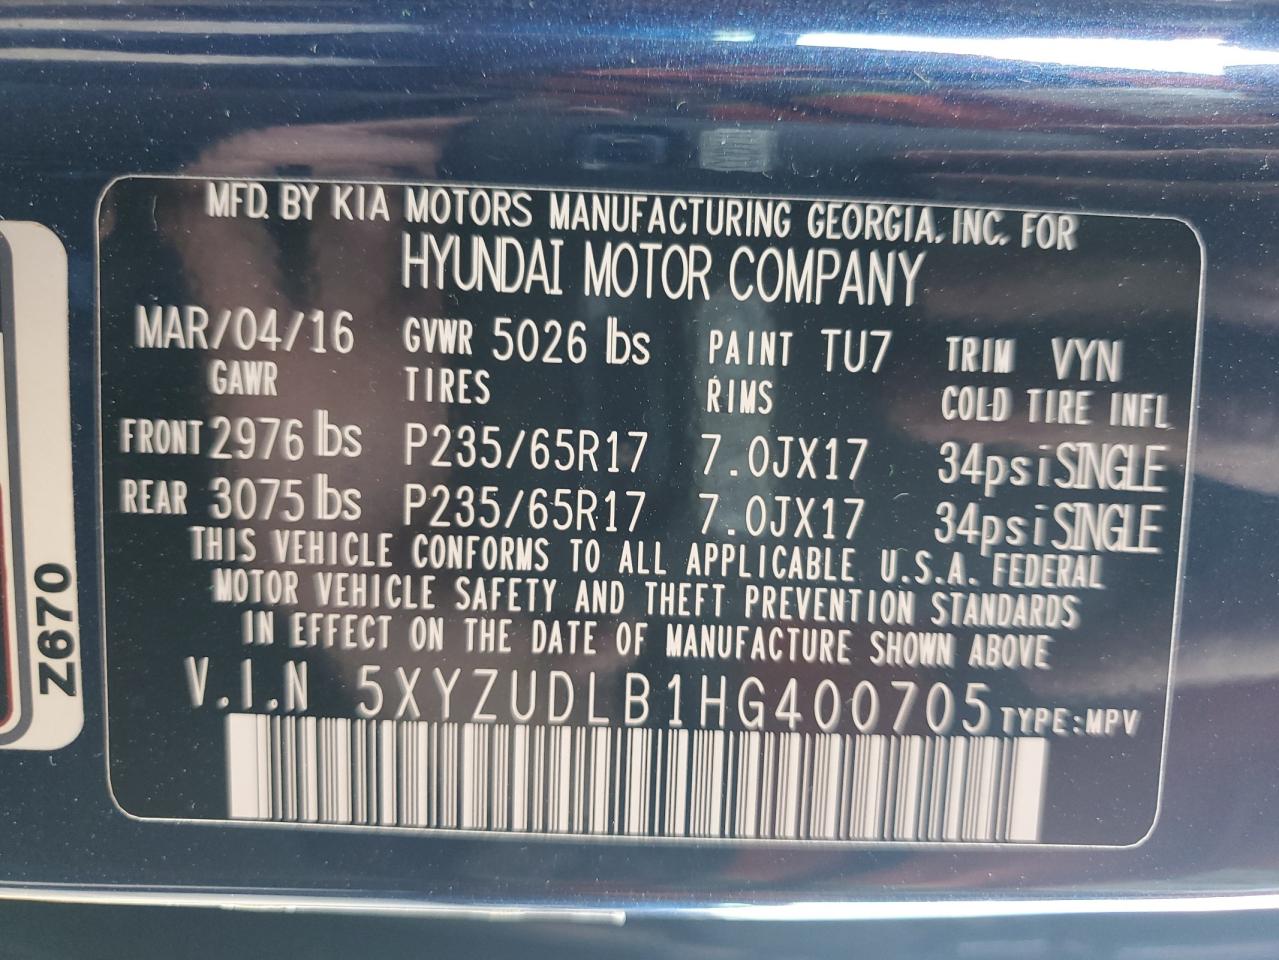 MFD. BY KIA MOTORS MANUFACTURING GEORGIA, INC. FOR
HYUNDAI MOTOR COMPANY
MAR/04/16 GVWR 5026 lbs PAINT TU7 TRIM VYN
GAWR TIRES RIMS COLD TIRE INFL
FRONT 2976 lbs P235/65R17 7.0JX17 34psi SINGLE
REAR 3075 lbs P235/65R17 7.0JX17 34psi SINGLE
THIS VEHICLE CONFORMS TO ALL APPLICABLE U.S.A. FEDERAL
MOTOR VEHICLE SAFETY AND THEFT PREVENTION STANDARDS
IN EFFECT ON THE DATE OF MANUFACTURE SHOWN ABOVE
V.I.N 5XYZUDLB1HG400705 TYPE:MPV
Z670